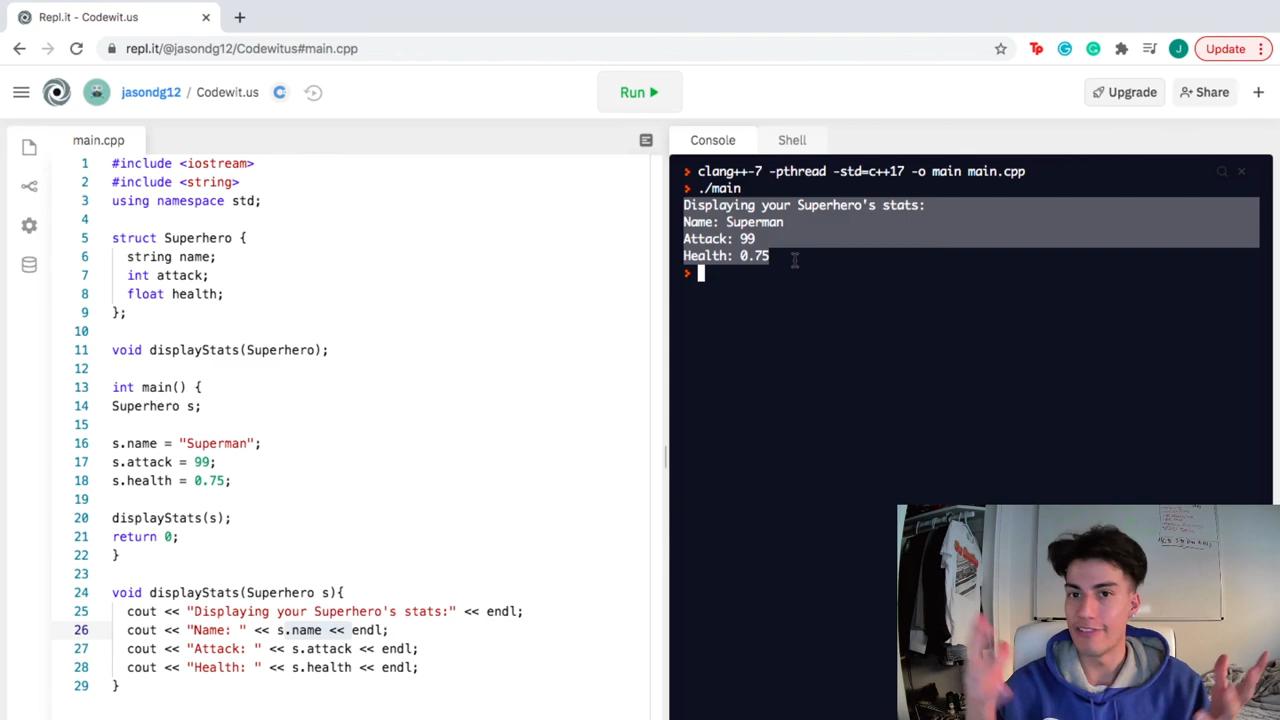 Repl.it - Codewit.us
repl.it/@jasondg12/Codewitus#main.cpp
Tp
J
Update
jasondg12 / Codewit.us
Run
Upgrade
Share
main.cpp
1 #include <iostream>
2 #include <string>
3 using namespace std;
4
5 struct Superhero {
6 string name;
7 int attack;
8 float health;
9 };
10
11 void displayStats(Superhero);
12
13 int main() {
14 Superhero s;
15
16 s.name = "Superman";
17 s.attack = 99;
18 s.health = 0.75;
19
20 displayStats(s);
21 return 0;
22 }
23
24 void displayStats(Superhero s){
25 cout << "Displaying your Superhero's stats:" << endl;
26 cout << "Name: " << s.name << endl;
27 cout << "Attack: " << s.attack << endl;
28 cout << "Health: " << s.health << endl;
29 }
Console Shell
> clang++-7 -pthread -std=c++17 -o main main.cpp
> ./main
Displaying your Superhero's stats:
Name: Superman
Attack: 99
Health: 0.75
>